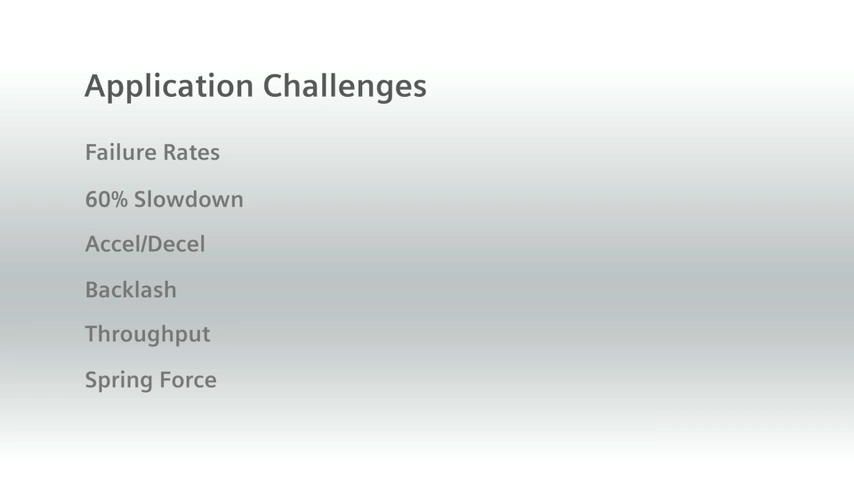 Application Challenges
Failure Rates
60% Slowdown
Accel/Decel
Backlash
Throughput
Spring Force